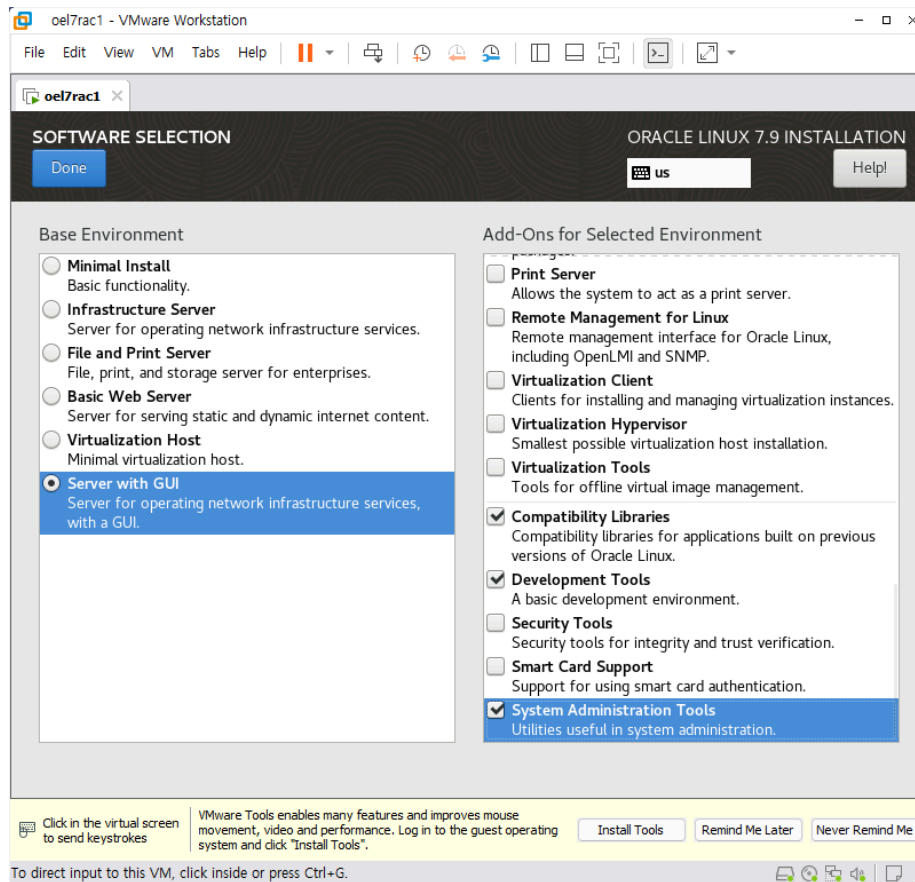 oel7rac1 - VMware Workstation
File Edit View VM Tabs Help
oel7rac1
SOFTWARE SELECTION
ORACLE LINUX 7.9 INSTALLATION
Done
us
Help!
Base Environment
Minimal Install
Basic functionality.
Infrastructure Server
Server for operating network infrastructure services.
File and Print Server
File, print, and storage server for enterprises.
Basic Web Server
Server for serving static and dynamic internet content.
Virtualization Host
Minimal virtualization host.
Server with GUI
Server for operating network infrastructure services,
with a GUI.
Add-Ons for Selected Environment
packages.
Print Server
Allows the system to act as a print server.
Remote Management for Linux
Remote management interface for Oracle Linux,
including OpenLMI and SNMP.
Virtualization Client
Clients for installing and managing virtualization instances.
Virtualization Hypervisor
Smallest possible virtualization host installation.
Virtualization Tools
Tools for offline virtual image management.
Compatibility Libraries
Compatibility libraries for applications built on previous
versions of Oracle Linux.
Development Tools
A basic development environment.
Security Tools
Security tools for integrity and trust verification.
Smart Card Support
Support for using smart card authentication.
System Administration Tools
Utilities useful in system administration.
Click in the virtual screen
to send keystrokes
VMware Tools enables many features and improves mouse
movement, video and performance. Log in to the guest operating
system and click "Install Tools".
Install Tools
Remind Me Later
Never Remind Me
To direct input to this VM, click inside or press Ctrl+G.